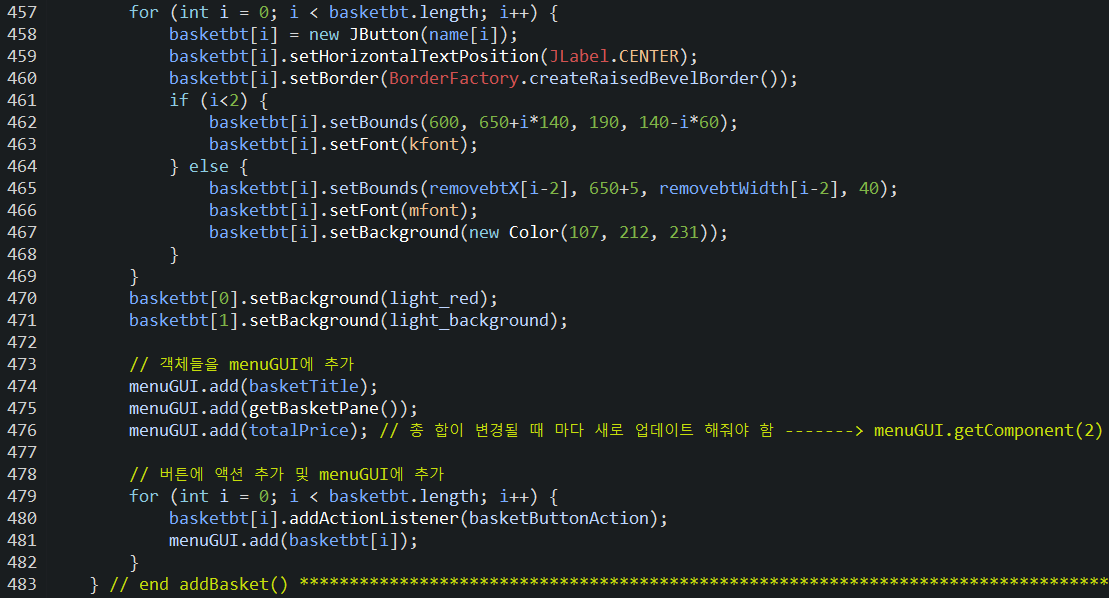 457         for (int i = 0; i < basketbt.length; i++) {
458             basketbt[i] = new JButton(name[i]);
459             basketbt[i].setHorizontalTextPosition(JLabel.CENTER);
460             basketbt[i].setBorder(BorderFactory.createRaisedBevelBorder());
461             if (i<2) {
462                 basketbt[i].setBounds(600, 650+i*140, 190, 140-i*60);
463                 basketbt[i].setFont(kfont);
464             } else {
465                 basketbt[i].setBounds(removebtX[i-2], 650+5, removebtWidth[i-2], 40);
466                 basketbt[i].setFont(mfont);
467                 basketbt[i].setBackground(new Color(107, 212, 231));
468             }
469         }
470         basketbt[0].setBackground(light_red);
471         basketbt[1].setBackground(light_background);
472
473         // 객체들을 menuGUI에 추가
474         menuGUI.add(basketTitle);
475         menuGUI.add(getBasketPane());
476         menuGUI.add(totalPrice); // 총 합이 변경될 때 마다 새로 업데이트 해줘야 함 -------> menuGUI.getComponent(2)
477
478         // 버튼에 액션 추가 및 menuGUI에 추가
479         for (int i = 0; i < basketbt.length; i++) {
480             basketbt[i].addActionListener(basketButtonAction);
481             menuGUI.add(basketbt[i]);
482         }
483     } // end addBasket() *********************************************************************************